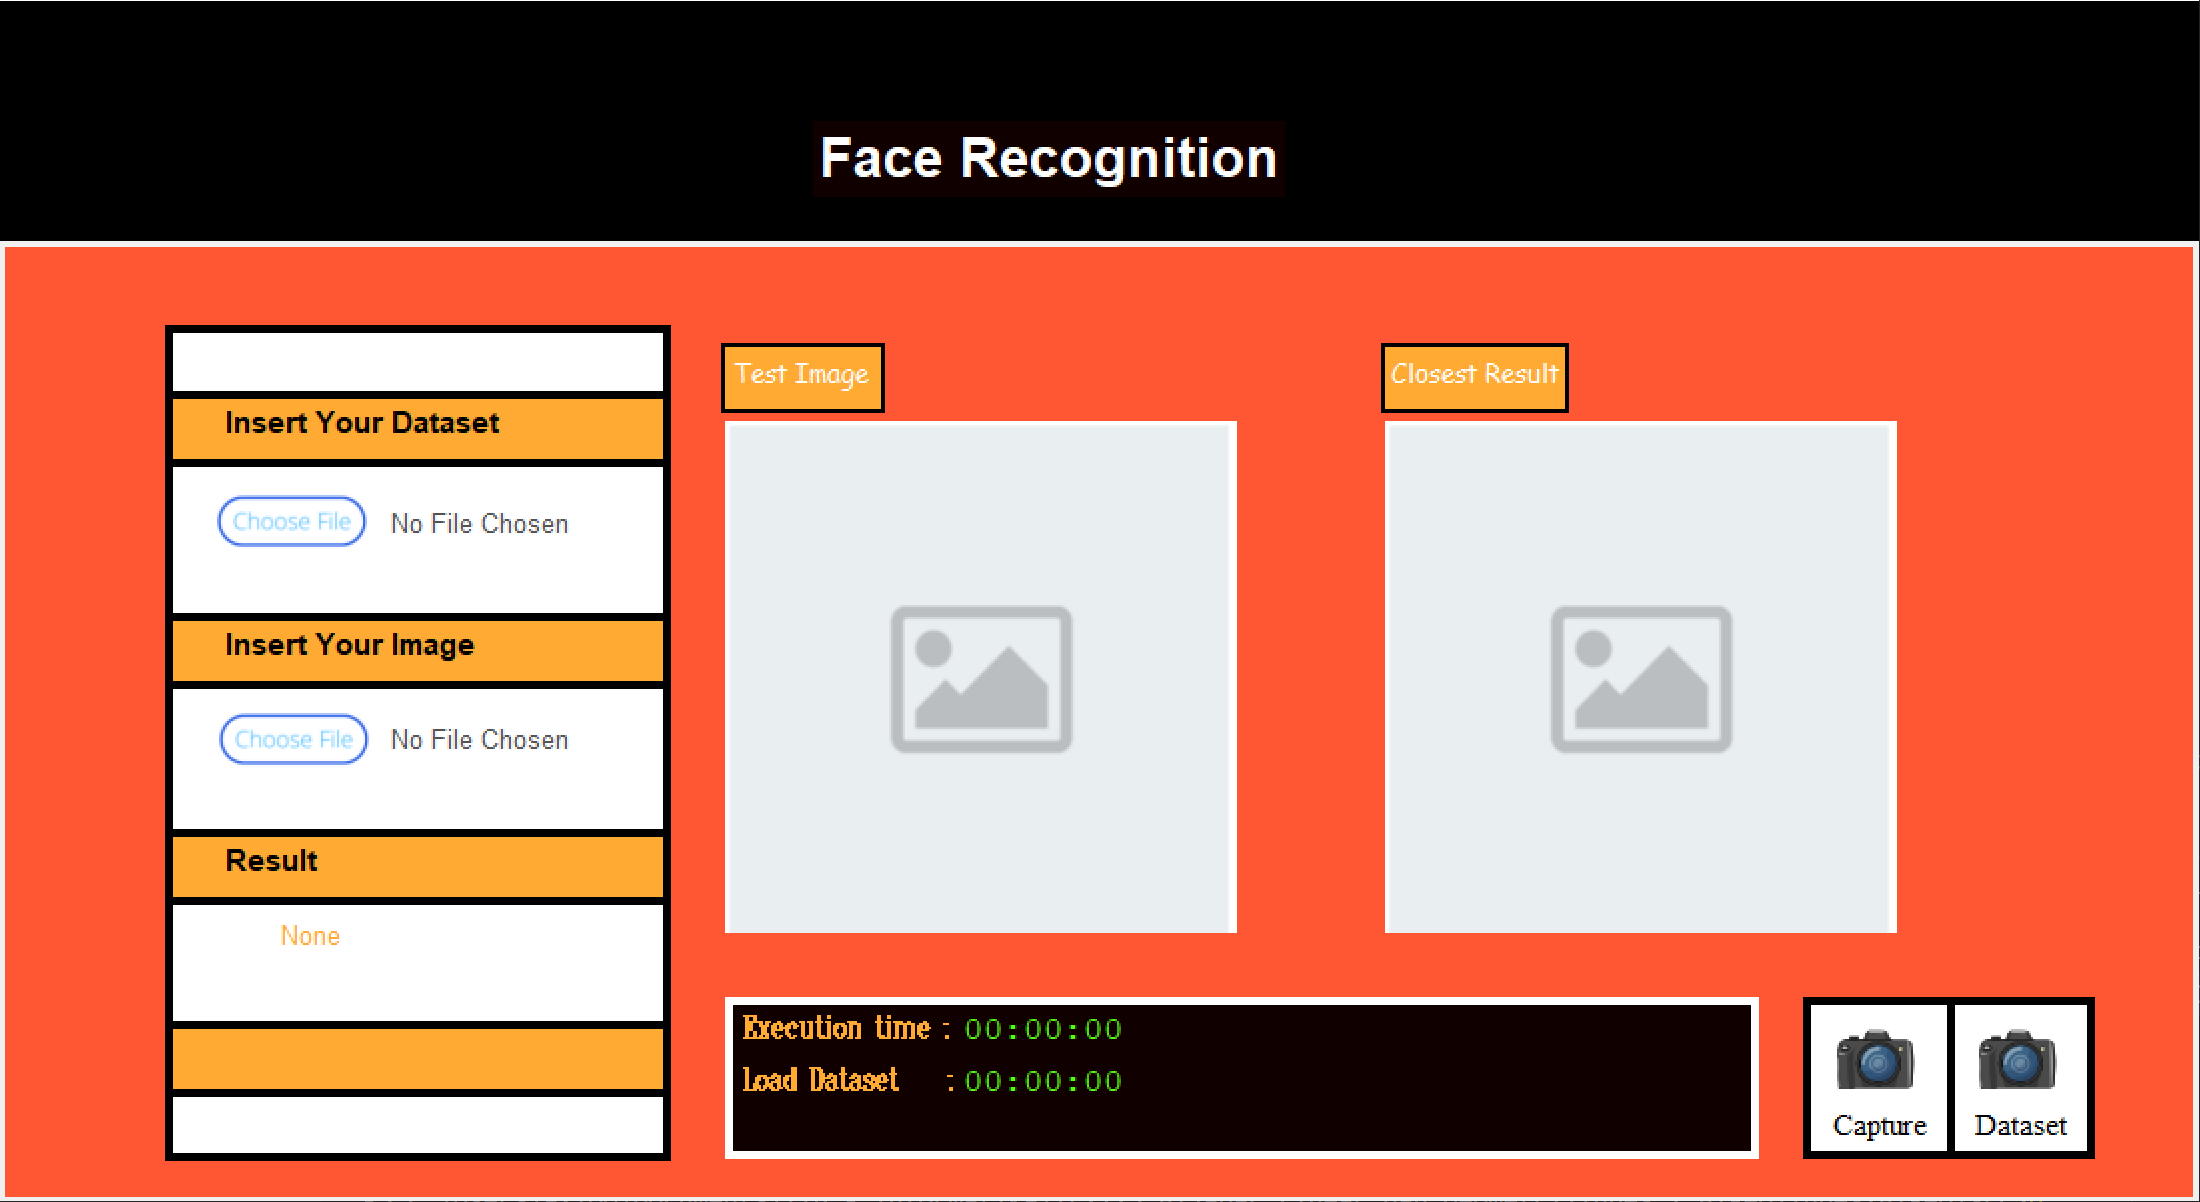 Face Recognition
Insert Your Dataset
Choose File No File Chosen
Insert Your Image
Choose File No File Chosen
Result
None
Test Image
Closest Result
Execution time : 00:00:00
Load Dataset : 00:00:00
Capture
Dataset